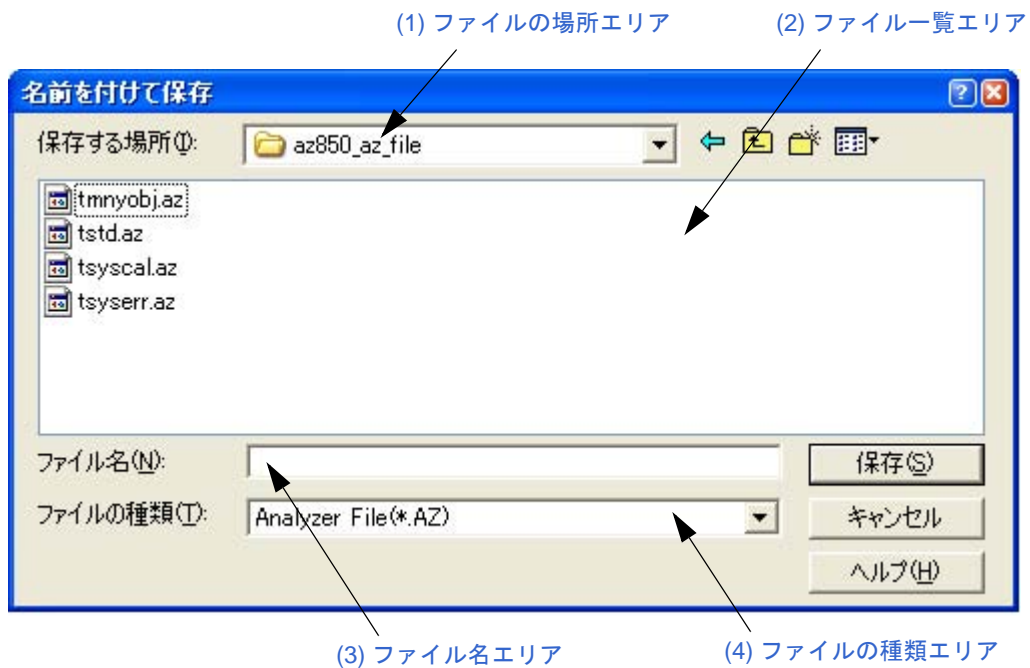 (1) ファイルの場所エリア
(2) ファイル一覧エリア
名前を付けて保存
保存する場所(I):
az850_az_file
tmnyobj.az
tstd.az
tsyscal.az
tsyserr.az
ファイル名(N):
保存(S)
ファイルの種類(T):
Analyzer File(*.AZ)
キャンセル
ヘルプ(H)
(3) ファイル名エリア
(4) ファイルの種類エリア